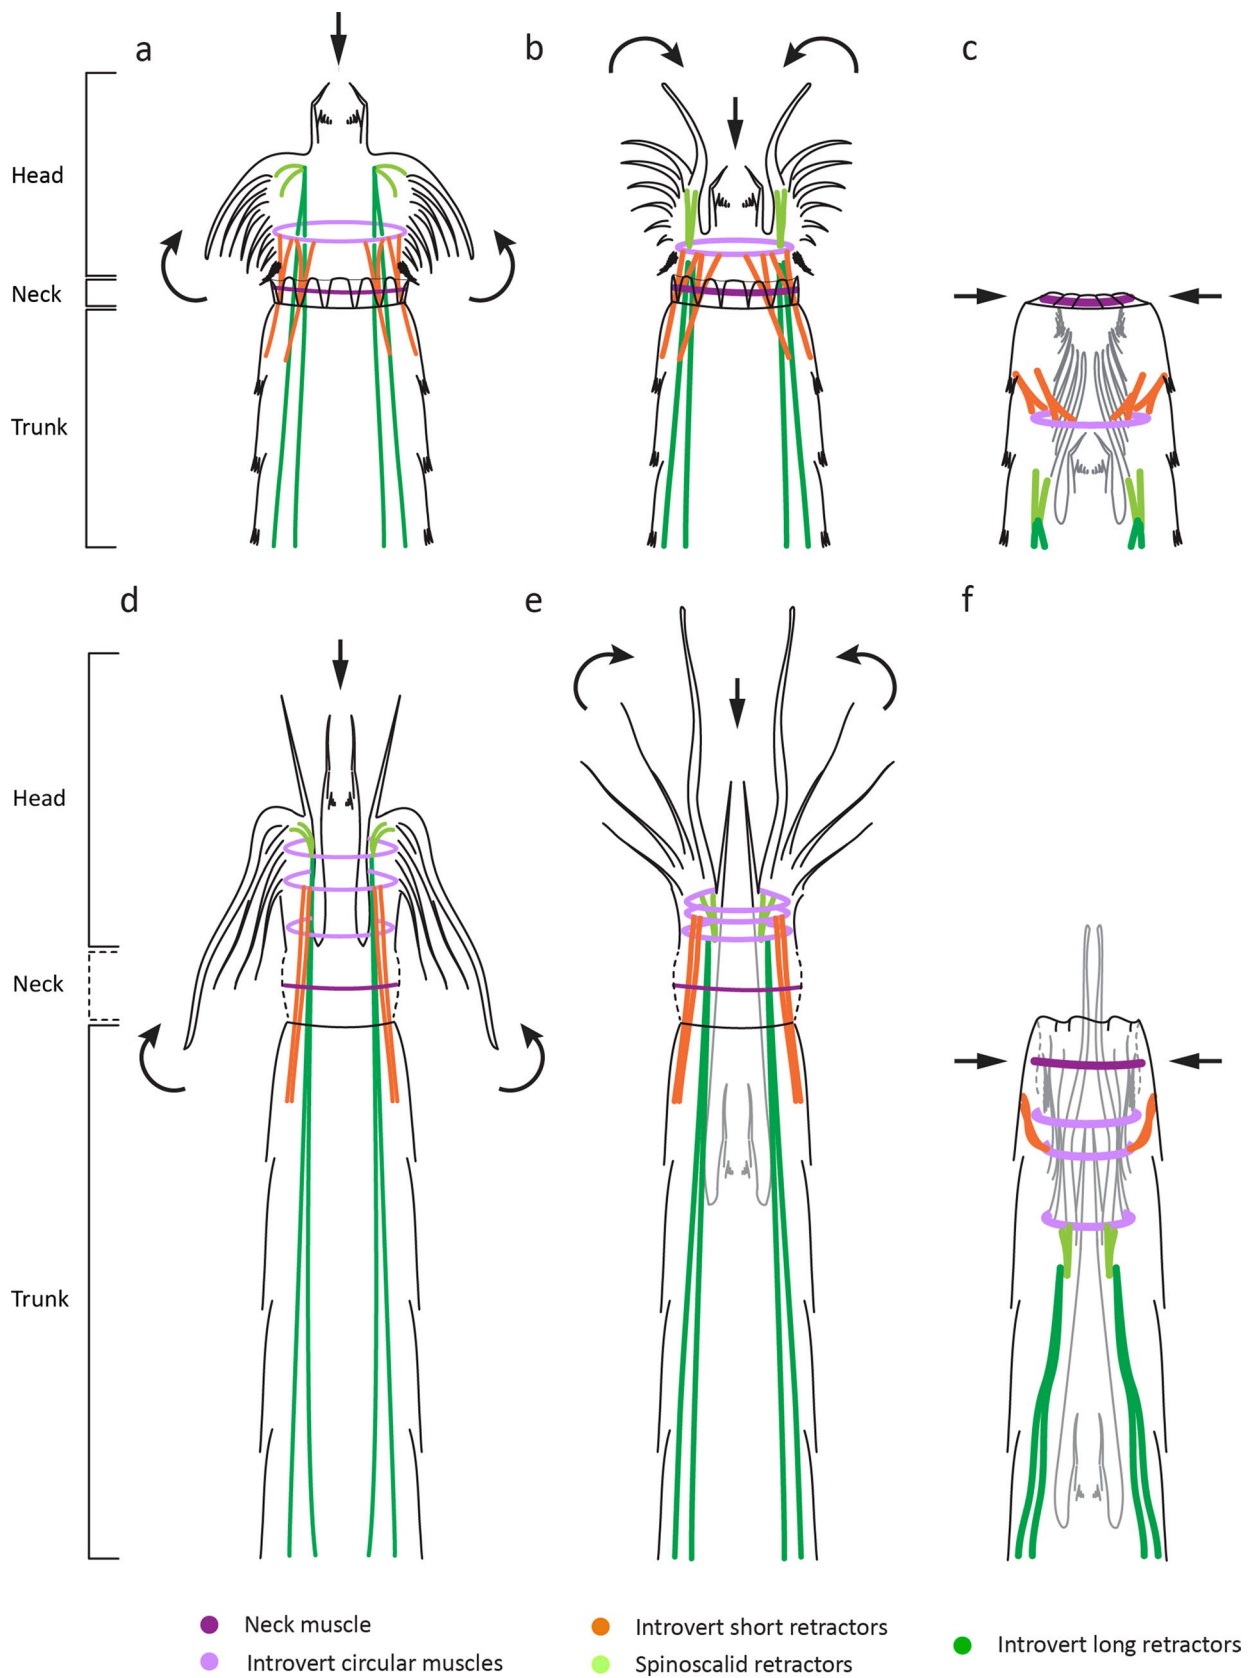 a
b
c
Head
Neck
Trunk
d
e
f
Head
Neck
Trunk
Neck muscle
Introvert short retractors
Introvert long retractors
Introvert circular muscles
Spinoscalid retractors